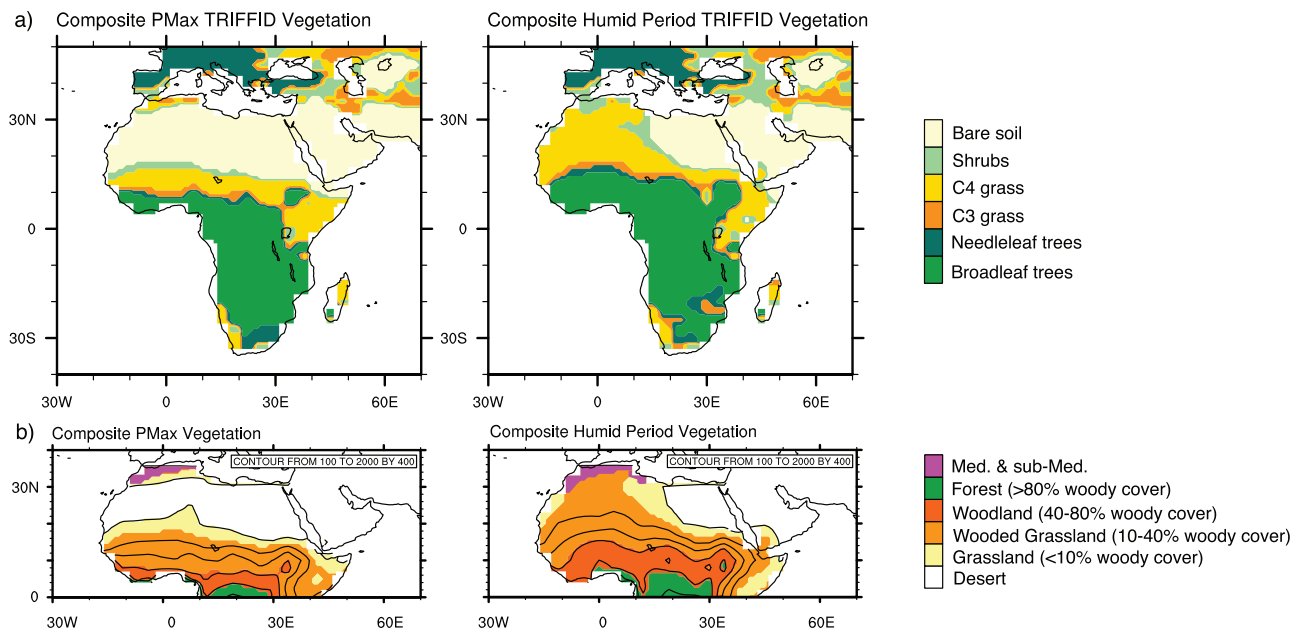 a)
Composite PMax TRIFFID Vegetation
Composite Humid Period TRIFFID Vegetation
30N
0
30S
30W
0
30E
60E
30N
0
30S
30W
0
30E
60E
Bare soil
Shrubs
C4 grass
C3 grass
Needleleaf trees
Broadleaf trees
b)
Composite PMax Vegetation
Composite Humid Period Vegetation
CONTOUR FROM 100 TO 2000 BY 400
CONTOUR FROM 100 TO 2000 BY 400
30N
0
30W
0
30E
60E
30N
0
30W
0
30E
60E
Med. & sub-Med.
Forest (>80% woody cover)
Woodland (40-80% woody cover)
Wooded Grassland (10-40% woody cover)
Grassland (<10% woody cover)
Desert